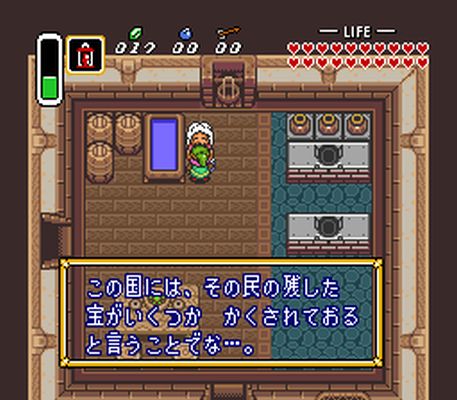 — LIFE —
017 00 00
この国には、その民の残した
宝がいくつか かくされておる
と言うことでな…。